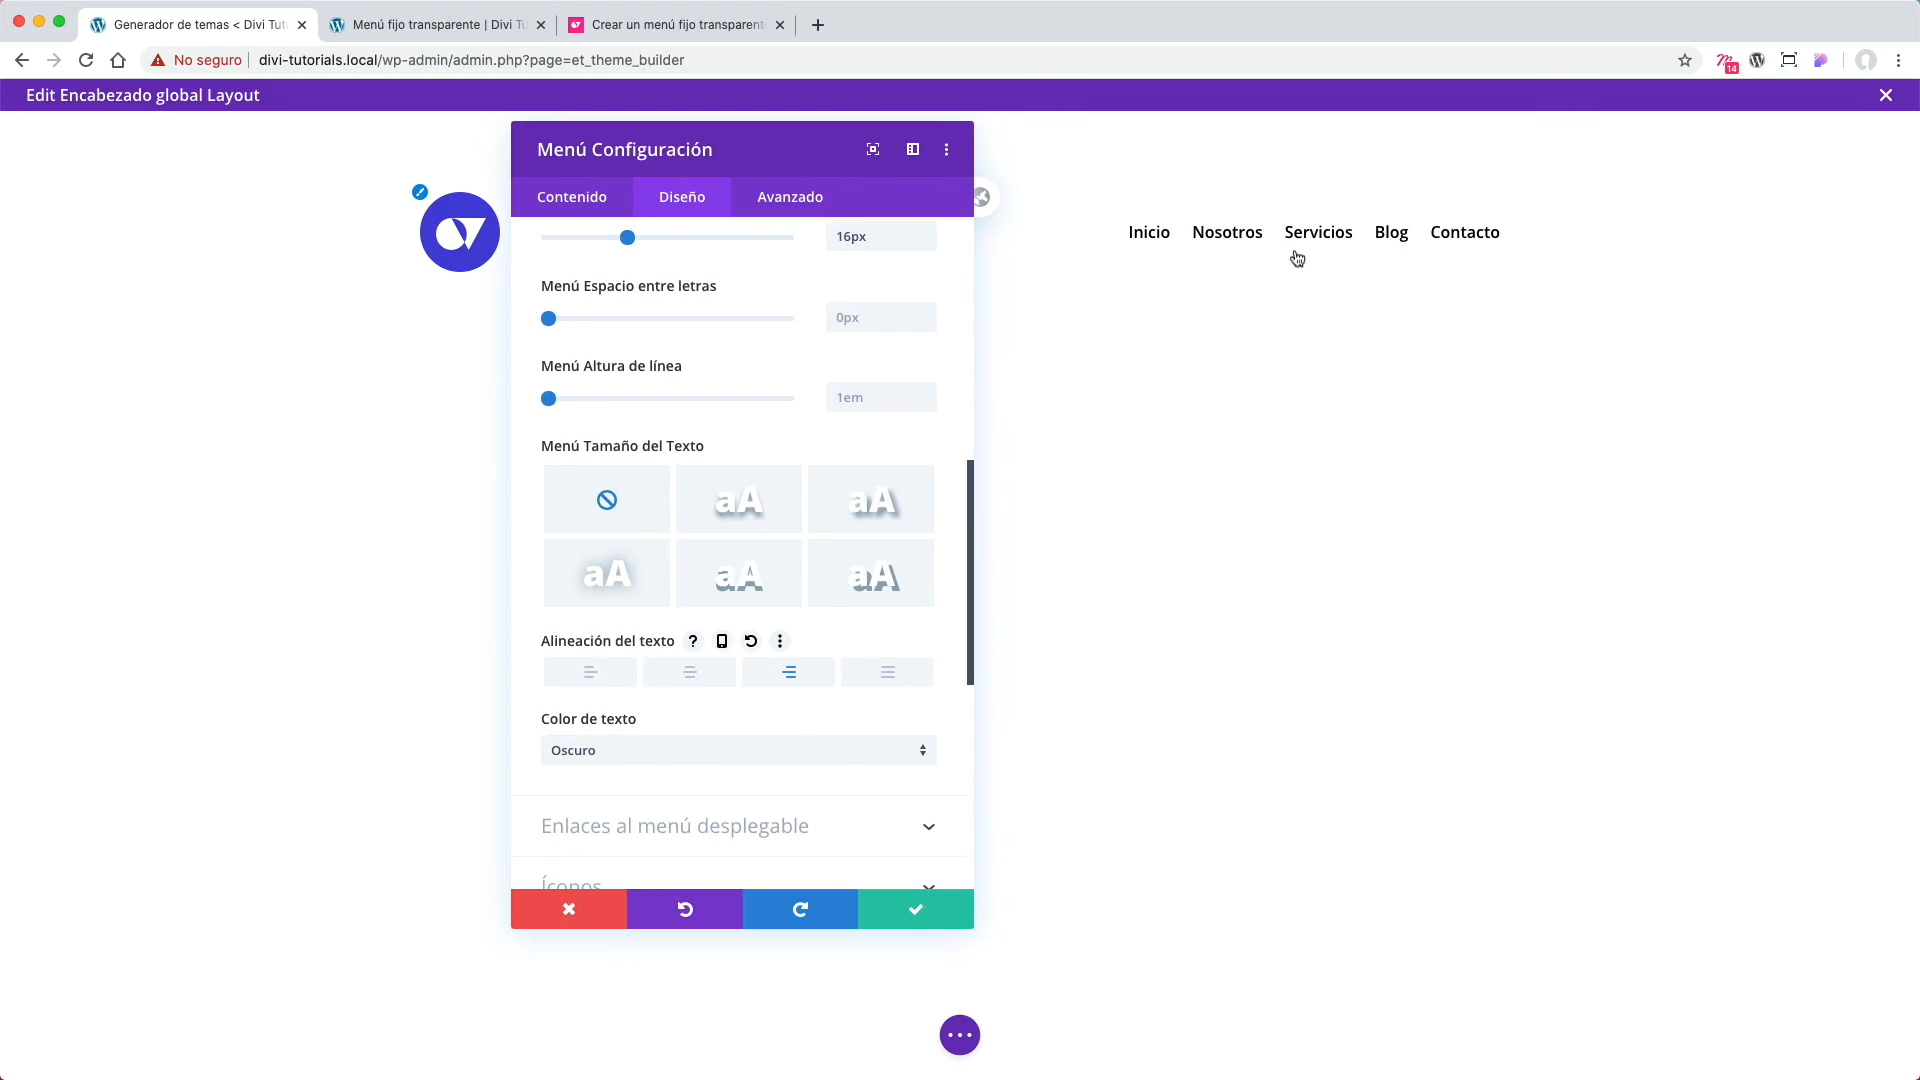 Generador de temas < Divi Tut
Menú fijo transparente | Divi Tu
Crear un menú fijo transparente
No seguro
divi-tutorials.local/wp-admin/admin.php?page=et_theme_builder
14
Edit Encabezado global Layout
Menú Configuración
Contenido
Diseño
Avanzado
Inicio
Nosotros
Servicios
Blog
Contacto
16px
Menú Espacio entre letras
0px
Menú Altura de línea
1em
Menú Tamaño del Texto
aA
aA
aA
aA
aA
Alineación del texto
?
Color de texto
Oscuro
Enlaces al menú desplegable
Íconos